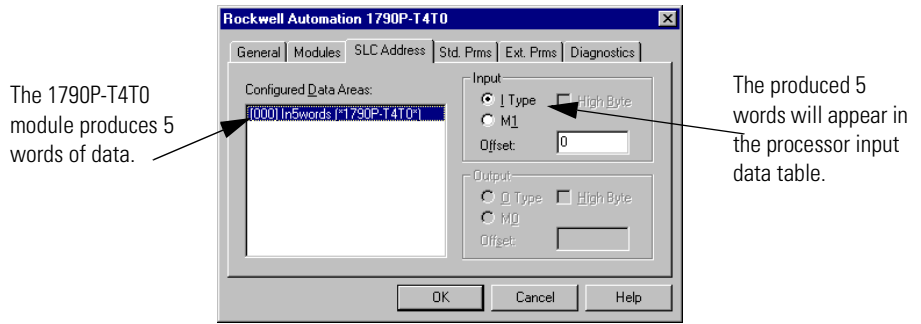 Rockwell Automation 1790P-T4T0
General Modules SLC Address Std. Prms Ext. Prms Diagnostics
The 1790P-T4T0
module produces 5
words of data.
Configured Data Areas:
[000] In5words ("1790P-T4T0")
Input
I Type High Byte
M1
Offset: 0
Output
O Type High Byte
M0
Offset:
The produced 5
words will appear in
the processor input
data table.
OK Cancel Help